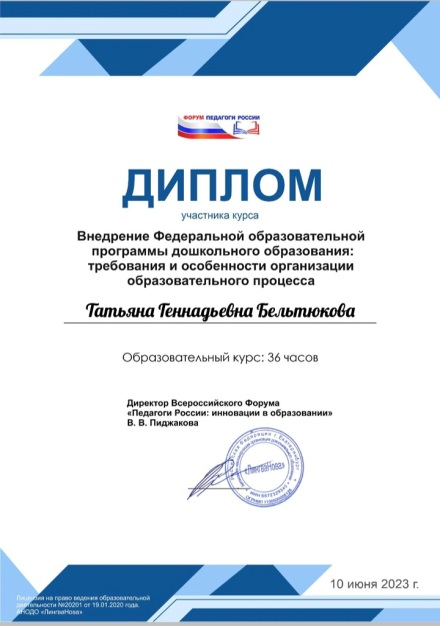 ФОРУМ ПЕДАГОГИ РОССИИ
ДИПЛОМ
участника курса
Внедрение Федеральной образовательной
программы дошкольного образования:
требования и особенности организации
образовательного процесса
Татьяна Геннадьевна Бельтюкова
Образовательный курс: 36 часов
Директор Всероссийского Форума
«Педагоги России: инновации в образовании»
В. В. Пиджакова
«ЛингваНова»
10 июня 2023 г.
Лицензия на право ведения образовательной
деятельности №20201 от 19.01.2020 года.
АНОДО «ЛингваНова»